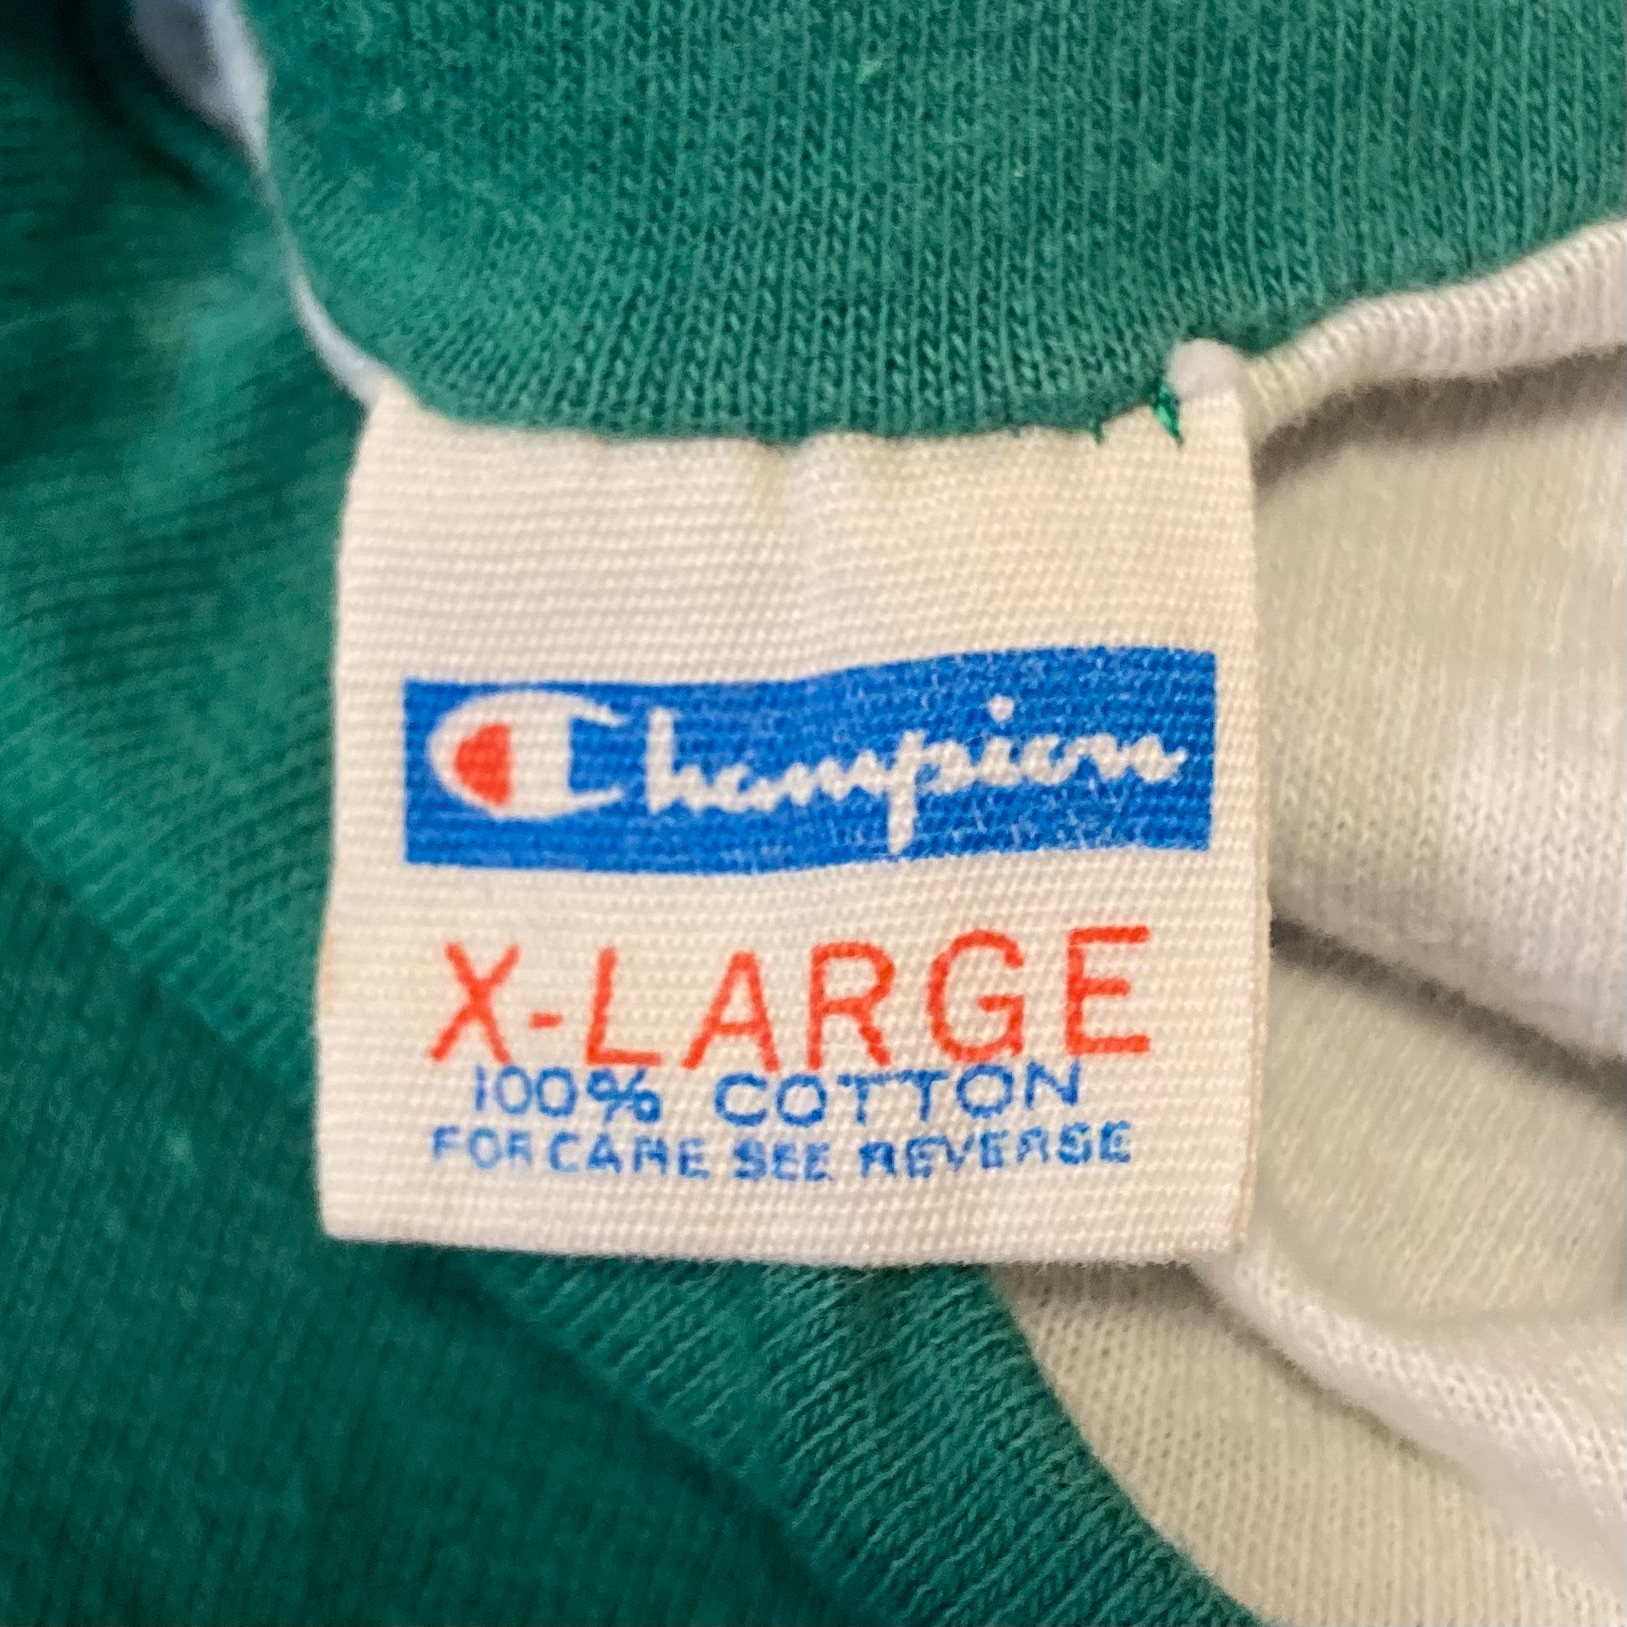 Champion
X-LARGE
100% COTTON
FOR CARE SEE REVERSE